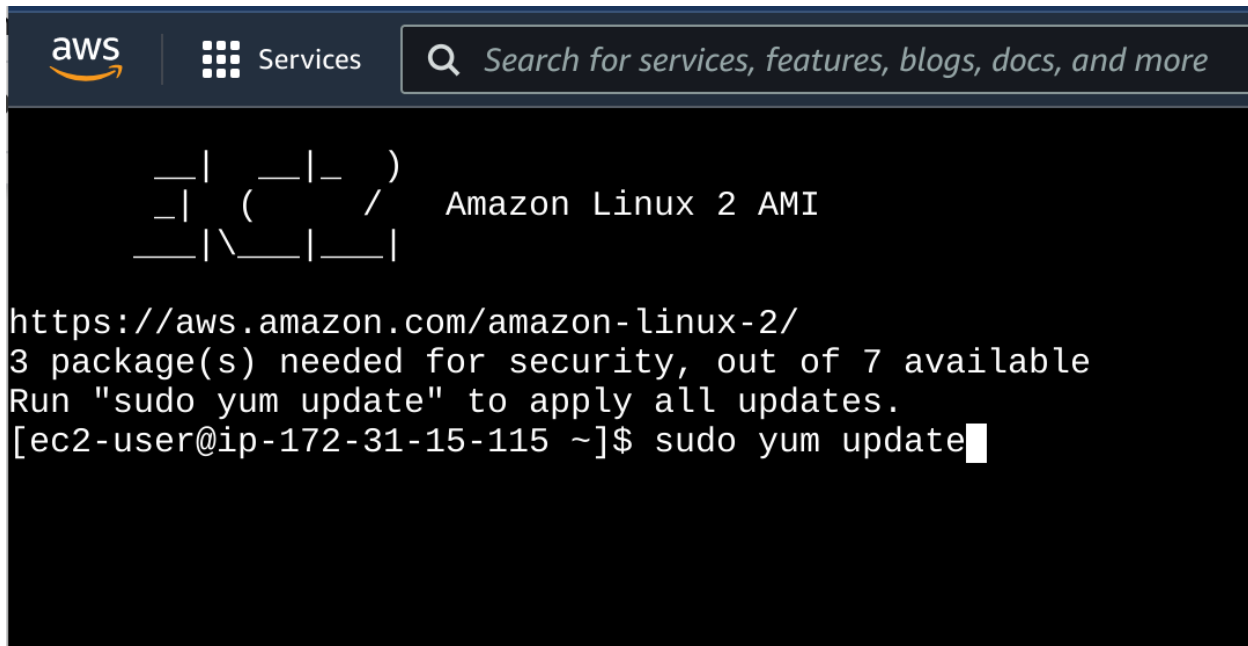 aws Services Search for services, features, blogs, docs, and more
__| __|_ )
_| ( / Amazon Linux 2 AMI
___|\___|___|
https://aws.amazon.com/amazon-linux-2/
3 package(s) needed for security, out of 7 available
Run "sudo yum update" to apply all updates.
[ec2-user@ip-172-31-15-115 ~]$ sudo yum update